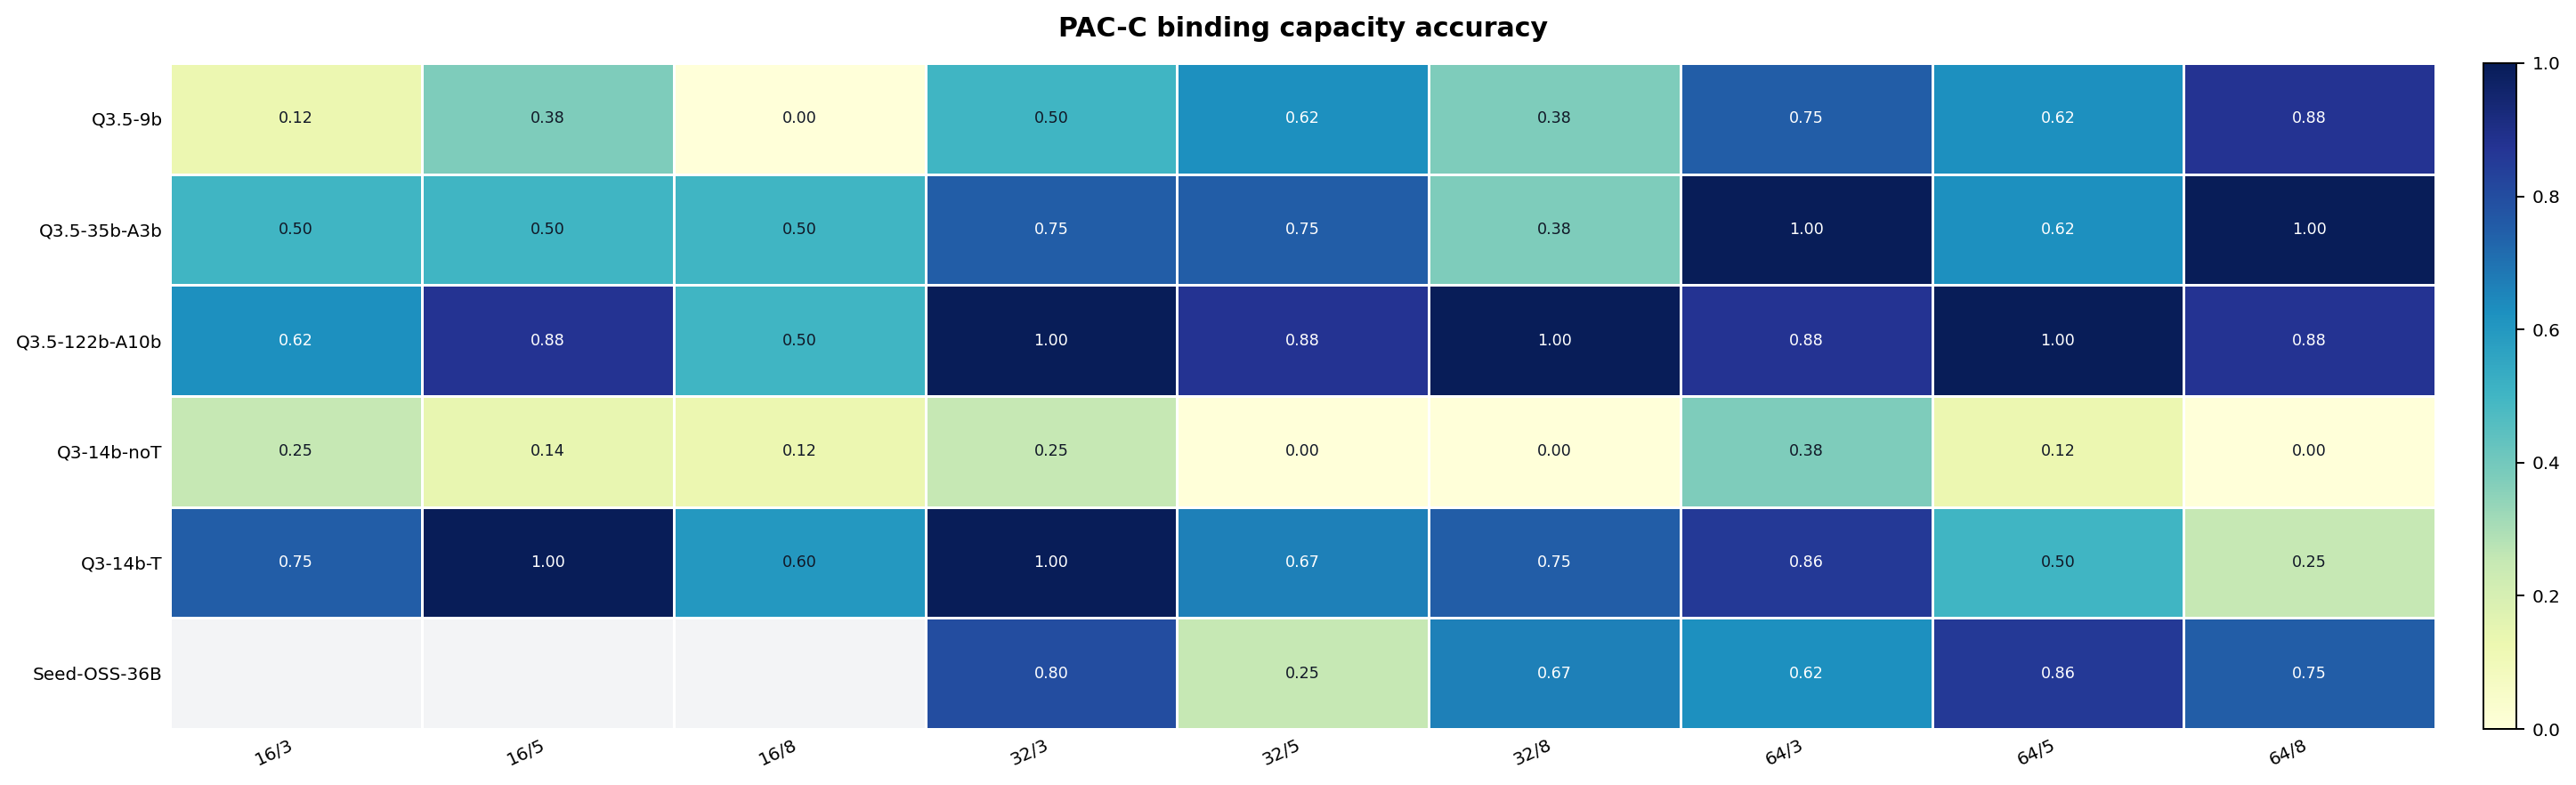 PAC-C binding capacity accuracy
Q3.5-9b 0.12 0.38 0.00 0.50 0.62 0.38 0.75 0.62 0.88
Q3.5-35b-A3b 0.50 0.50 0.50 0.75 0.75 0.38 1.00 0.62 1.00
Q3.5-122b-A10b 0.62 0.88 0.50 1.00 0.88 1.00 0.88 1.00 0.88
Q3-14b-noT 0.25 0.14 0.12 0.25 0.00 0.00 0.38 0.12 0.00
Q3-14b-T 0.75 1.00 0.60 1.00 0.67 0.75 0.86 0.50 0.25
Seed-OSS-36B 0.80 0.25 0.67 0.62 0.86 0.75
16/3 16/5 16/8 32/3 32/5 32/8 64/3 64/5 64/8
1.0
0.8
0.6
0.4
0.2
0.0